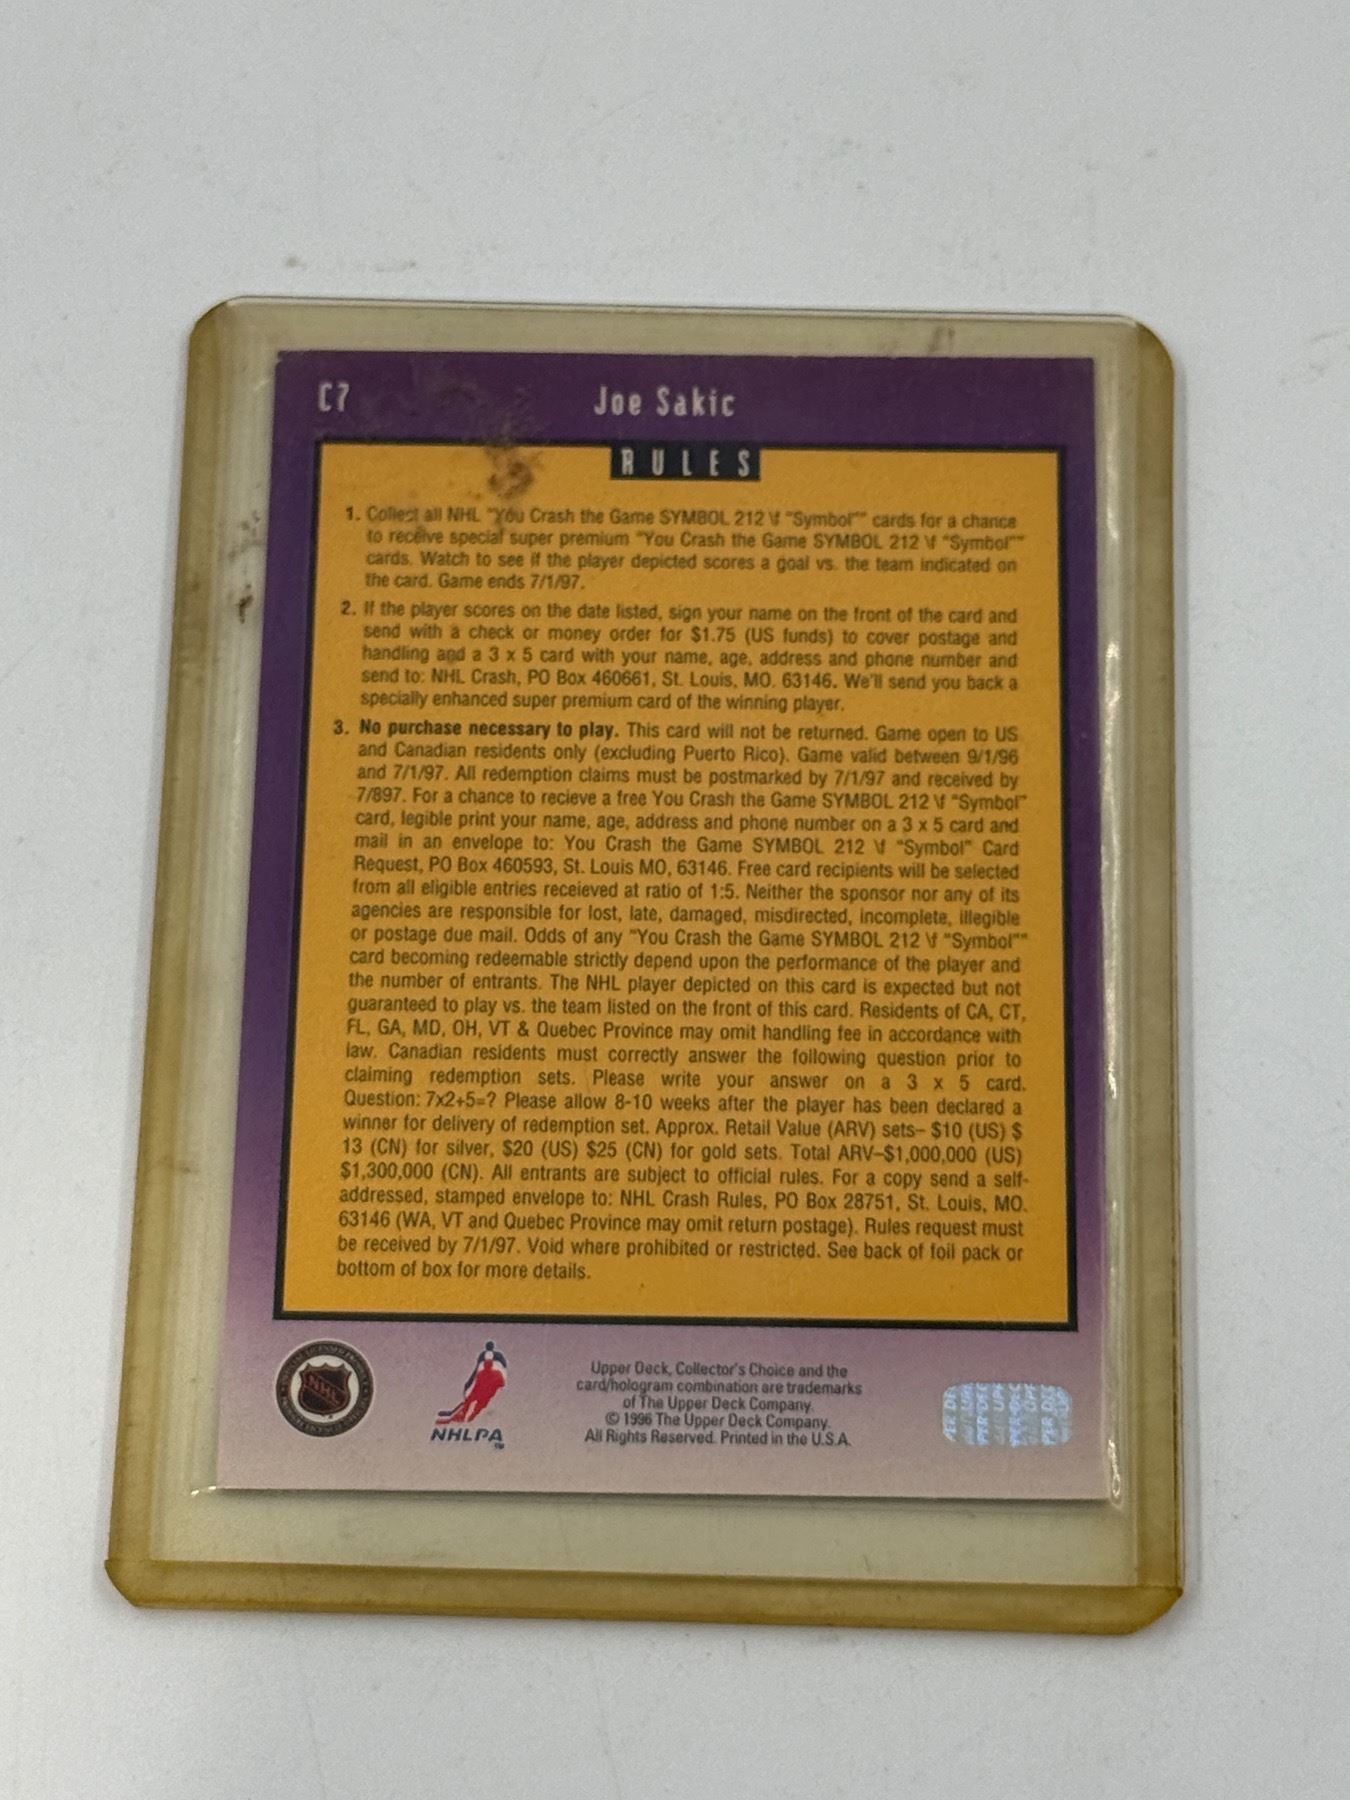 C7 Joe Sakic
RULES
1. Collect all NHL "You Crash the Game SYMBOL 212 \f "Symbol"" cards for a chance
to receive special super premium "You Crash the Game SYMBOL 212 \f "Symbol""
cards. Watch to see if the player depicted scores a goal vs. the team indicated on
the card. Game ends 7/1/97.
2. If the player scores on the date listed, sign your name on the front of the card and
send with a check or money order for $1.75 (US funds) to cover postage and
handling and a 3 x 5 card with your name, age, address and phone number and
send to: NHL Crash, PO Box 460661, St. Louis, MO. 63146. We'll send you back a
specially enhanced super premium card of the winning player.
3. No purchase necessary to play. This card will not be returned. Game open to US
and Canadian residents only (excluding Puerto Rico). Game valid between 9/1/96
and 7/1/97. All redemption claims must be postmarked by 7/1/97 and received by
7/897. For a chance to recieve a free You Crash the Game SYMBOL 212 \f "Symbol"
card, legible print your name, age, address and phone number on a 3 x 5 card and
mail in an envelope to: You Crash the Game SYMBOL 212 \f "Symbol" Card
Request, PO Box 460593, St. Louis MO, 63146. Free card recipients will be selected
from all eligible entries receieved at ratio of 1:5. Neither the sponsor nor any of its
agencies are responsible for lost, late, damaged, misdirected, incomplete, illegible
or postage due mail. Odds of any "You Crash the Game SYMBOL 212 \f "Symbol""
card becoming redeemable strictly depend upon the performance of the player and
the number of entrants. The NHL player depicted on this card is expected but not
guaranteed to play vs. the team listed on the front of this card. Residents of CA, CT,
FL, GA, MD, OH, VT & Quebec Province may omit handling fee in accordance with
law. Canadian residents must correctly answer the following question prior to
claiming redemption sets. Please write your answer on a 3 x 5 card.
Question: 7x2+5=? Please allow 8-10 weeks after the player has been declared a
winner for delivery of redemption set. Approx. Retail Value (ARV) sets– $10 (US) $
13 (CN) for silver, $20 (US) $25 (CN) for gold sets. Total ARV–$1,000,000 (US)
$1,300,000 (CN). All entrants are subject to official rules. For a copy send a self-
addressed, stamped envelope to: NHL Crash Rules, PO Box 28751, St. Louis, MO.
63146 (WA, VT and Quebec Province may omit return postage). Rules request must
be received by 7/1/97. Void where prohibited or restricted. See back of foil pack or
bottom of box for more details.
NHL
NHLPA
Upper Deck, Collector's Choice and the
card/hologram combination are trademarks
of The Upper Deck Company.
© 1996 The Upper Deck Company.
All Rights Reserved. Printed in the U.S.A.